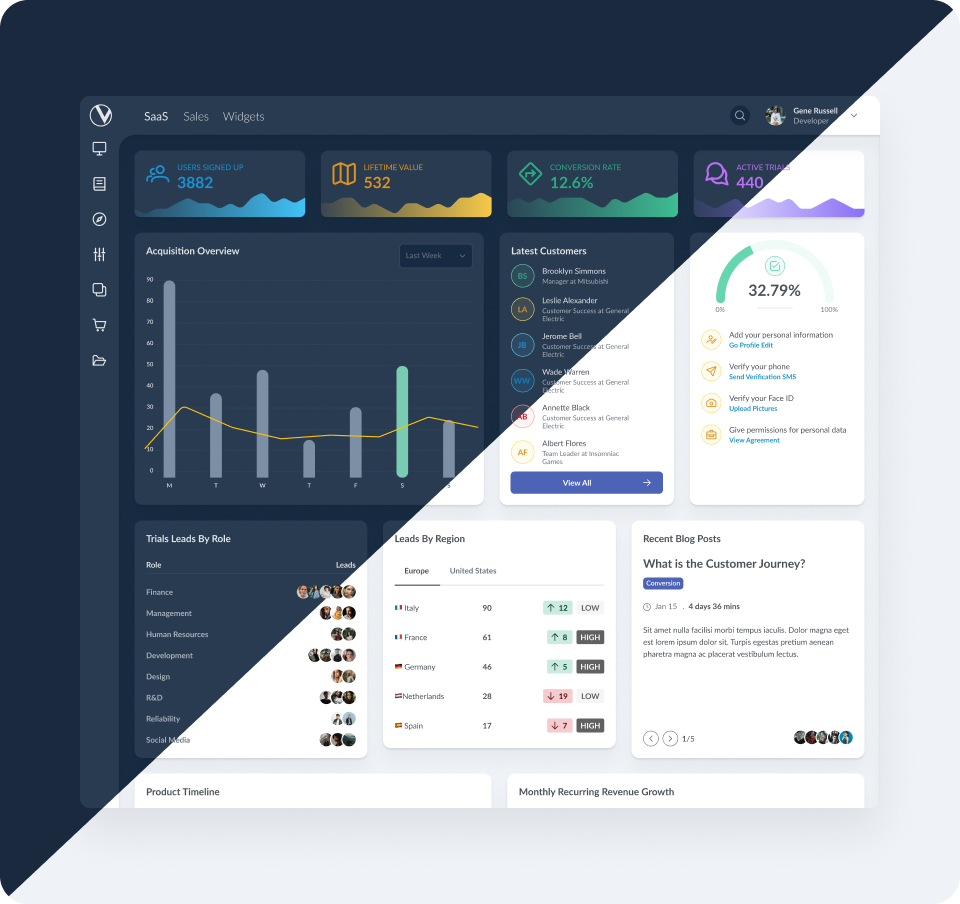 SaaS Sales Widgets
Gene Russell
Developer
USERS SIGNED UP
3882
LIFETIME VALUE
532
CONVERSION RATE
12.6%
ACTIVE TRIALS
440
Acquisition Overview
Last Week
90
80
70
60
50
40
30
20
10
0
M T W T F S S
Latest Customers
BS
Brooklyn Simmons
Manager at Mitsubishi
LA
Leslie Alexander
Customer Success at General
Electric
JB
Jerome Bell
Customer Success at General
Electric
WW
Wade Warren
Customer Success at General
Electric
AB
Annette Black
Customer Success at General
Electric
AF
Albert Flores
Team Leader at Insomniac
Games
View All
32.79%
0% 100%
Add your personal information
Go Profile Edit
Verify your phone
Send Verification SMS
Verify your Face ID
Upload Pictures
Give permissions for personal data
View Agreement
Trials Leads By Role
Role Leads
Finance
Management
Human Resources
Development
Design
R&D
Reliability
Social Media
Leads By Region
Europe United States
Italy 90 12 LOW
France 61 8 HIGH
Germany 46 5 HIGH
Netherlands 28 19 LOW
Spain 17 7 HIGH
Recent Blog Posts
What is the Customer Journey?
Conversion
Jan 15 . 4 days 36 mins
Sit amet nulla facilisi morbi tempus iaculis. Dolor magna eget
est lorem ipsum dolor sit. Turpis egestas pretium aenean
pharetra magna ac placerat vestibulum lectus.
1/5
Product Timeline
Monthly Recurring Revenue Growth